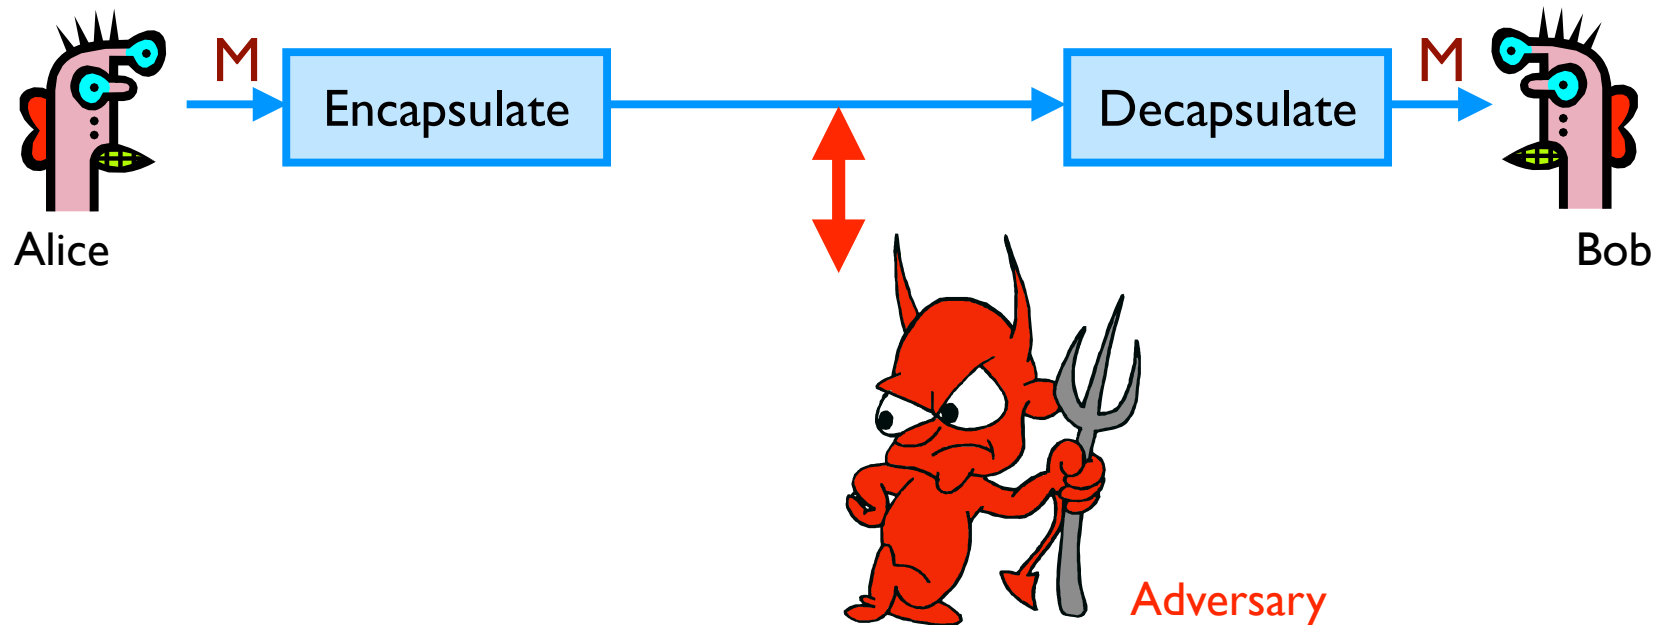 M
M
Encapsulate
Decapsulate
Alice
Bob
Adversary